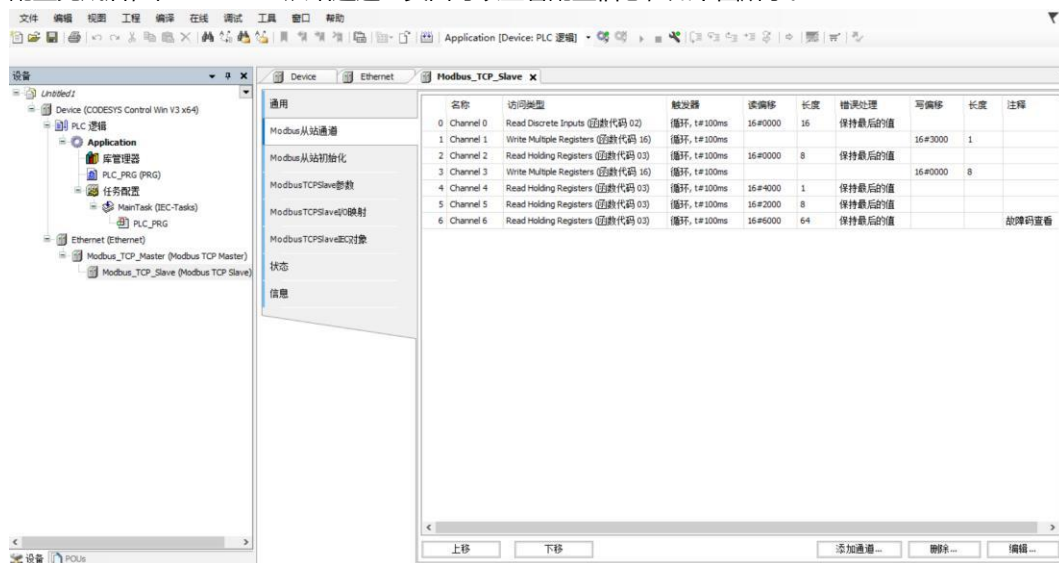 文件 编辑 视图 工程 编译 在线 调试 工具 窗口 帮助
Application [Device: PLC 逻辑]
设备
Device
Ethernet
Modbus_TCP_Slave
Untitled1
Device (CODESYS Control Win V3 x64)
PLC 逻辑
Application
库管理器
PLC_PRG (PRG)
任务配置
MainTask (IEC-Tasks)
PLC_PRG
Ethernet (Ethernet)
Modbus_TCP_Master (Modbus TCP Master)
Modbus_TCP_Slave (Modbus TCP Slave)
通用
Modbus从站通道
Modbus从站初始化
ModbusTCPSlave参数
ModbusTCPSlaveI/O映射
ModbusTCPSlaveIEC对象
状态
信息
名称 访问类型 触发器 读偏移 长度 错误处理 写偏移 长度 注释
0 Channel 0 Read Discrete Inputs (函数代码 02) 循环, t#100ms 16#0000 16 保持最后的值
1 Channel 1 Write Multiple Registers (函数代码 16) 循环, t#100ms 16#3000 1
2 Channel 2 Read Holding Registers (函数代码 03) 循环, t#100ms 16#0000 8 保持最后的值
3 Channel 3 Write Multiple Registers (函数代码 16) 循环, t#100ms 16#0000 8
4 Channel 4 Read Holding Registers (函数代码 03) 循环, t#100ms 16#4000 1 保持最后的值
5 Channel 5 Read Holding Registers (函数代码 03) 循环, t#100ms 16#2000 8 保持最后的值
6 Channel 6 Read Holding Registers (函数代码 03) 循环, t#100ms 16#6000 64 保持最后的值 故障码查看
上移 下移 添加通道... 删除... 编辑...
设备 POUs